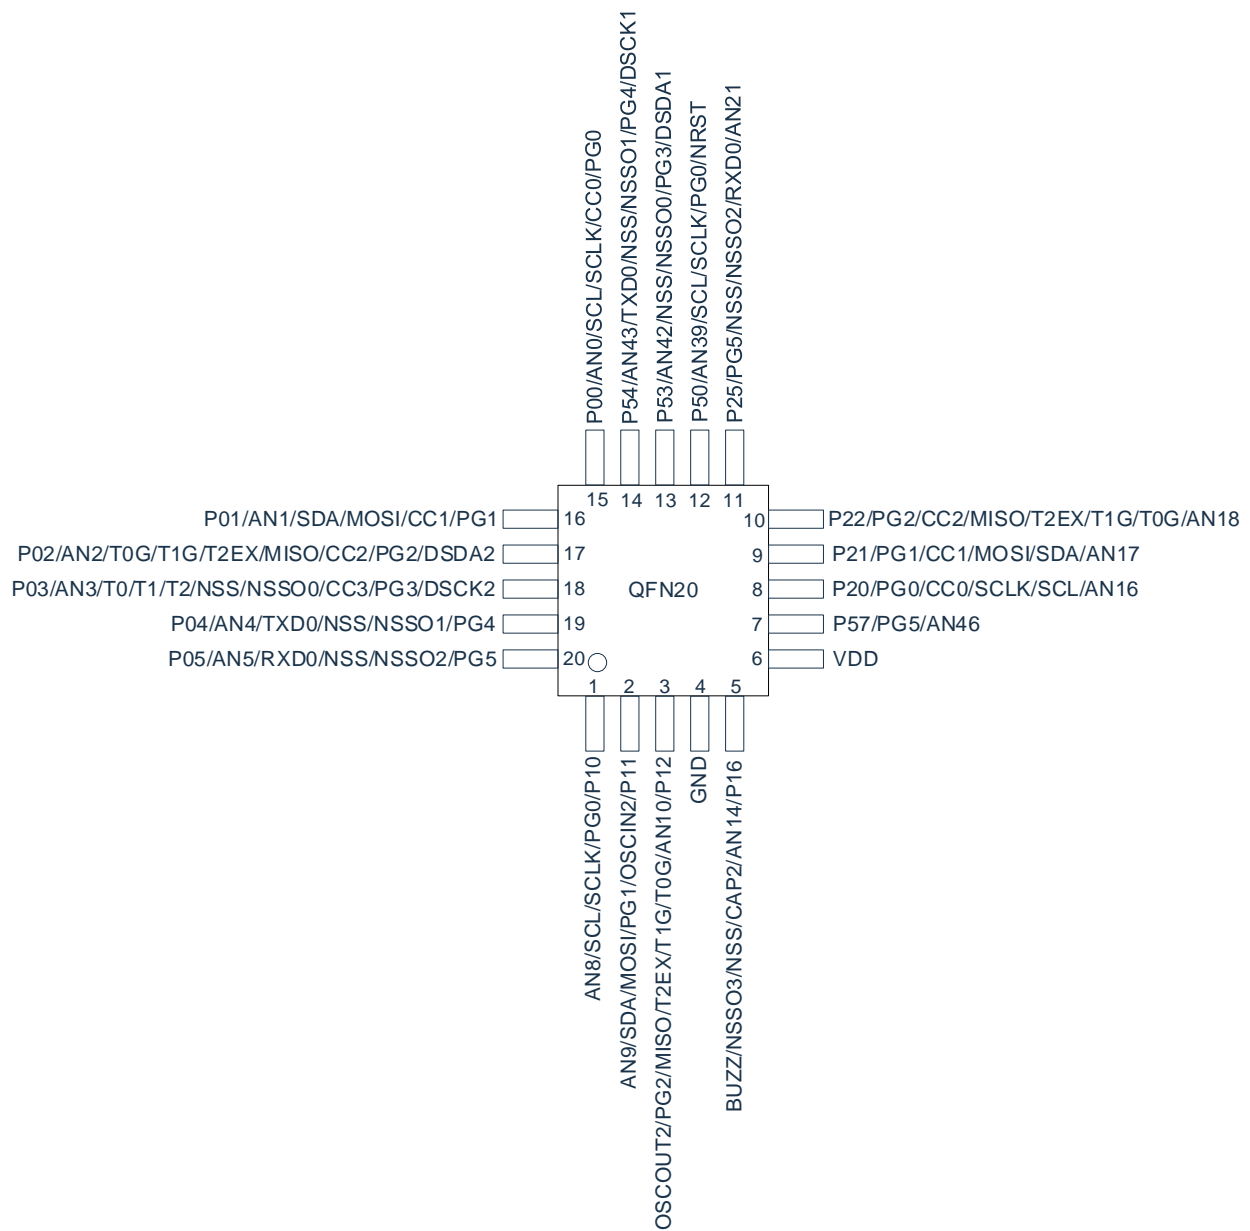 P00/AN0/SCL/SCLK/CC0/PG0
P54/AN43/TXD0/NSS/NSSO1/PG4/DSCK1
P53/AN42/NSS/NSSO0/PG3/DSDA1
P50/AN39/SCL/SCLK/PG0/NRST
P25/PG5/NSS/NSSO2/RXD0/AN21
15 14 13 12 11
P01/AN1/SDA/MOSI/CC1/PG1 16
10 P22/PG2/CC2/MISO/T2EX/T1G/T0G/AN18
P02/AN2/T0G/T1G/T2EX/MISO/CC2/PG2/DSDA2 17
9 P21/PG1/CC1/MOSI/SDA/AN17
P03/AN3/T0/T1/T2/NSS/NSSO0/CC3/PG3/DSCK2 18
QFN20
8 P20/PG0/CC0/SCLK/SCL/AN16
P04/AN4/TXD0/NSS/NSSO1/PG4 19
7 P57/PG5/AN46
P05/AN5/RXD0/NSS/NSSO2/PG5 20
6 VDD
1 2 3 4 5
AN8/SCL/SCLK/PG0/P10
AN9/SDA/MOSI/PG1/OSCIN2/P11
OSCOUT2/PG2/MISO/T2EX/T1G/T0G/AN10/P12
GND
BUZZ/NSSO3/NSS/CAP2/AN14/P16